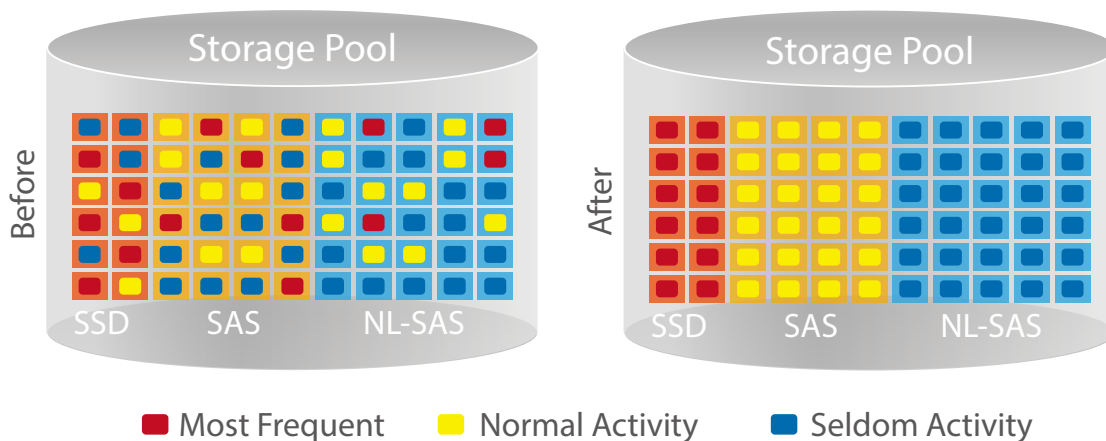 Storage Pool
Before
SSD
SAS
NL-SAS
Storage Pool
After
SSD
SAS
NL-SAS
Most Frequent
Normal Activity
Seldom Activity